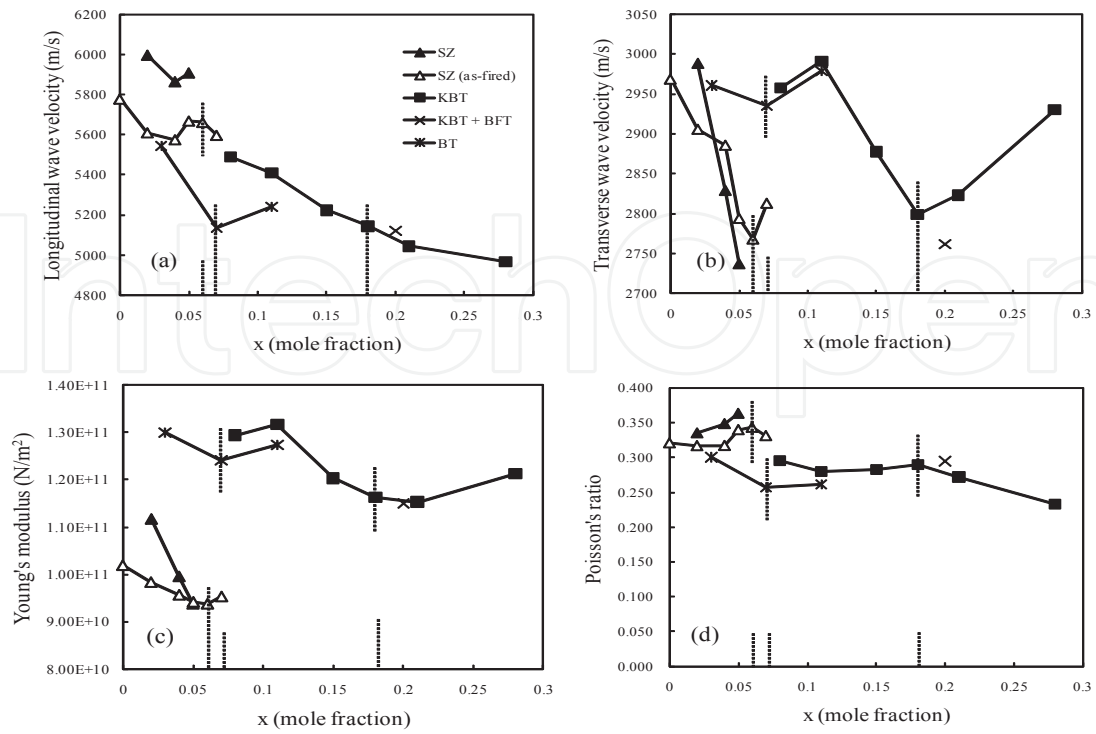 6200
6000
5800
5600
5400
5200
5000
4800
Longitudinal wave velocity (m/s)
SZ
SZ (as-fired)
KBT
KBT + BFT
BT
(a)
0 0.05 0.1 0.15 0.2 0.25 0.3
x (mole fraction)
3050
3000
2950
2900
2850
2800
2750
2700
Transverse wave velocity (m/s)
(b)
0 0.05 0.1 0.15 0.2 0.25 0.3
x (mole fraction)
1.40E+11
1.30E+11
1.20E+11
1.10E+11
1.00E+11
9.00E+10
8.00E+10
Young's modulus (N/m²)
(c)
0 0.05 0.1 0.15 0.2 0.25 0.3
x (mole fraction)
0.400
0.350
0.300
0.250
0.200
0.150
0.100
0.050
0.000
Poisson's ratio
(d)
0 0.05 0.1 0.15 0.2 0.25 0.3
x (mole fraction)